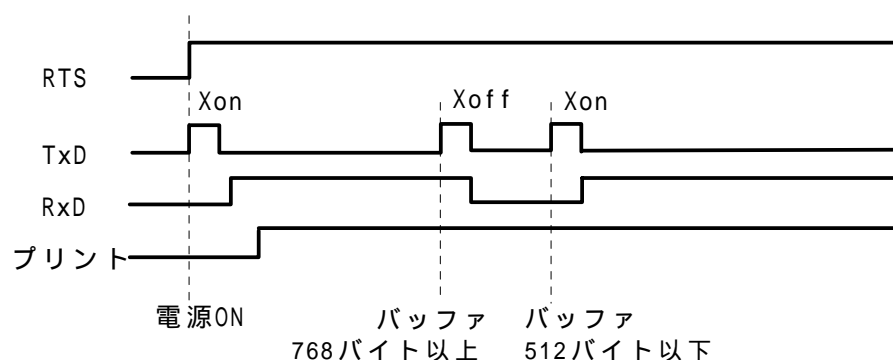 RTS
Xon
Xoff
Xon
TxD
RxD
プリント
電源ON
バッファ
768バイト以上
バッファ
512バイト以下